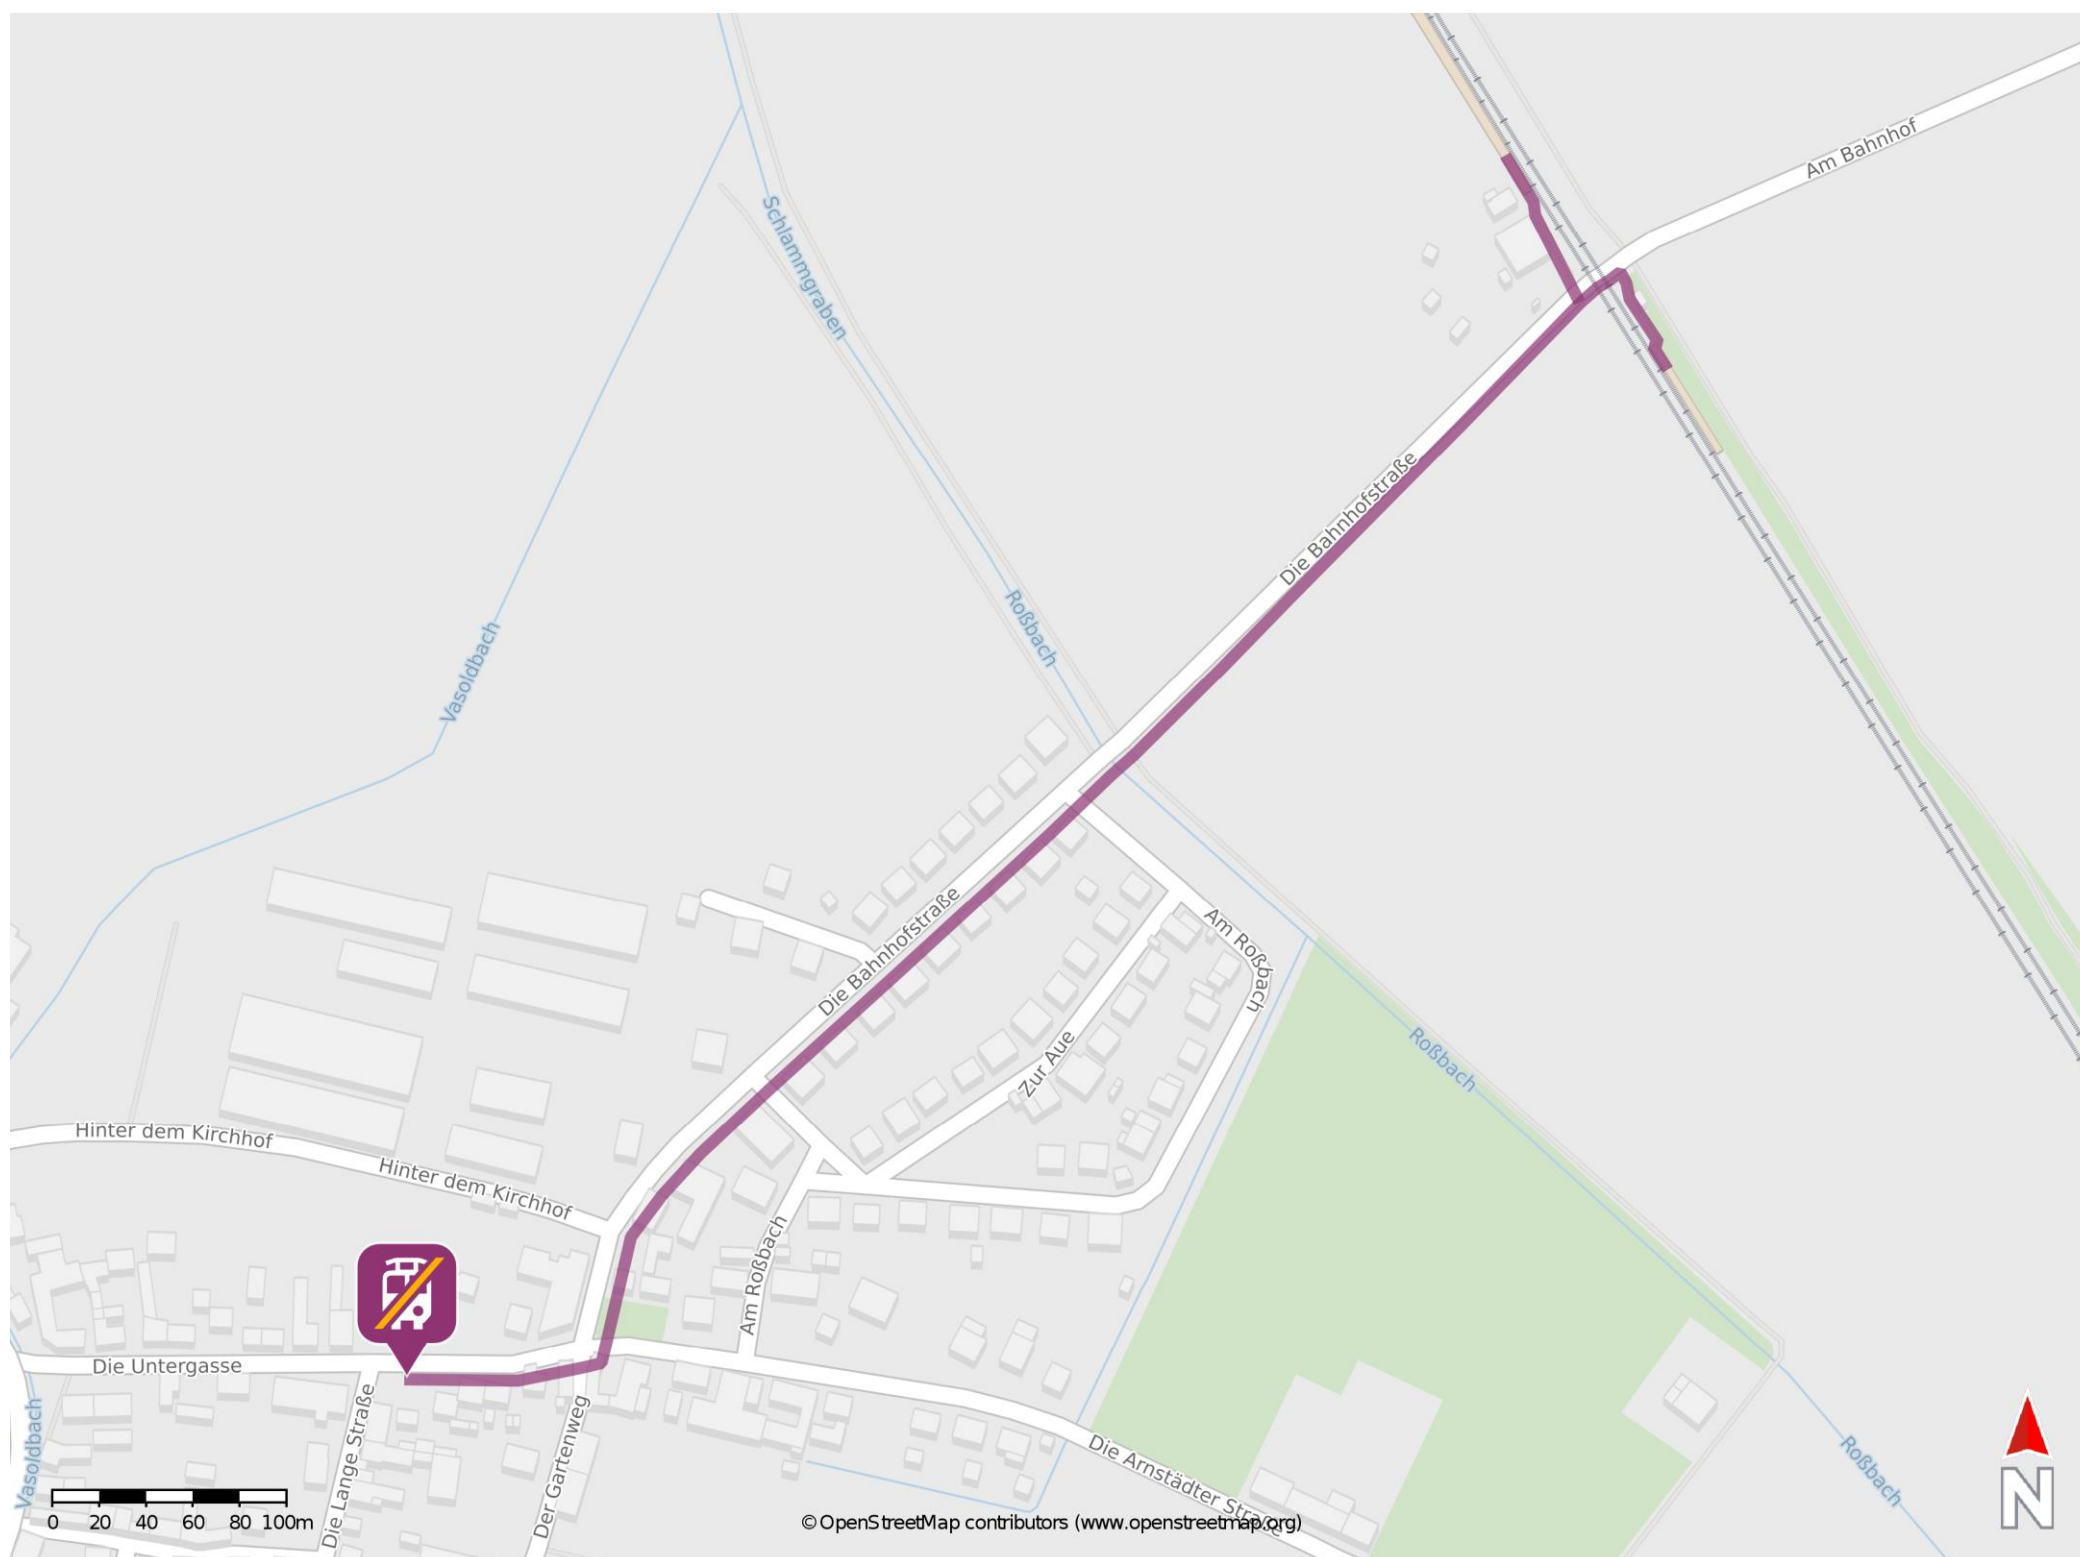 Am Bahnhof
Schlammgraben
Die Bahnhofstraße
Roßbach
Vasoldbach
Die Bahnhofstraße
Am Roßbach
Zur Aue
Roßbach
Hinter dem Kirchhof
Hinter dem Kirchhof
Am Roßbach
Die Untergasse
Die Lange Straße
Der Gartenweg
Vasoldbach
Die Arnstädter Straße
Roßbach
N
0 20 40 60 80 100m
© OpenStreetMap contributors (www.openstreetmap.org)